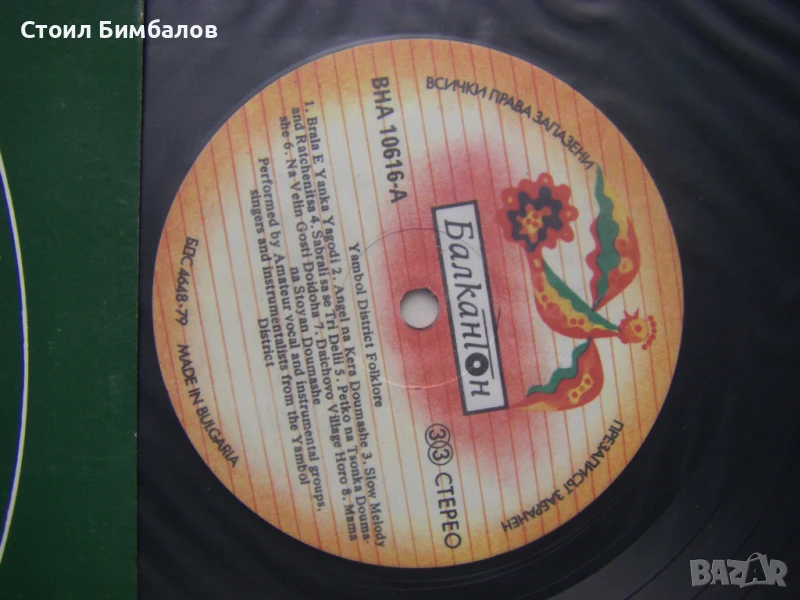 Стоил Бимбалов
ВСИЧКИ ПРАВА ЗАПАЗЕНИ
ПРЕЗАПИСЪТ ЗАБРАНЕН
Балкантон
ВНА 10616-А
33 СТЕРЕО
Yambol District Folklore
1. Brala E Yanka Yagodi 2. Angel na Kera Doumashe 3. Slow Melody
and Ratchenitsa 4. Sabrali sa se Tri Delii 5. Petko na Tsonka Douma-
she 6. Na Velin Gosti Doidoha 7. Daichovo Village Horo 8. Mama
na Stoyan Doumashe
Performed by Amateur vocal and instrumental groups,
singers and instrumentalists from the Yambol
District
БДС 4648-79 MADE IN BULGARIA
BAZAR